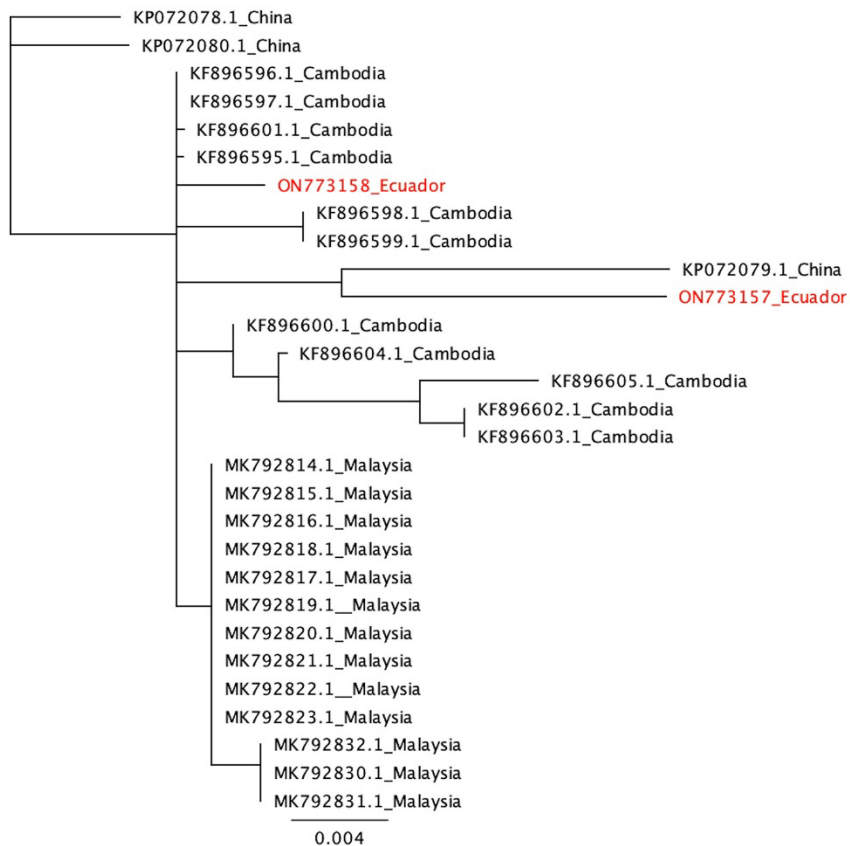 KP072078.1_China
KP072080.1_China
KF896596.1_Cambodia
KF896597.1_Cambodia
KF896601.1_Cambodia
KF896595.1_Cambodia
ON773158_Ecuador
KF896598.1_Cambodia
KF896599.1_Cambodia
KP072079.1_China
ON773157_Ecuador
KF896600.1_Cambodia
KF896604.1_Cambodia
KF896605.1_Cambodia
KF896602.1_Cambodia
KF896603.1_Cambodia
MK792814.1_Malaysia
MK792815.1_Malaysia
MK792816.1_Malaysia
MK792818.1_Malaysia
MK792817.1_Malaysia
MK792819.1__Malaysia
MK792820.1_Malaysia
MK792821.1_Malaysia
MK792822.1__Malaysia
MK792823.1_Malaysia
MK792832.1_Malaysia
MK792830.1_Malaysia
MK792831.1_Malaysia
0.004